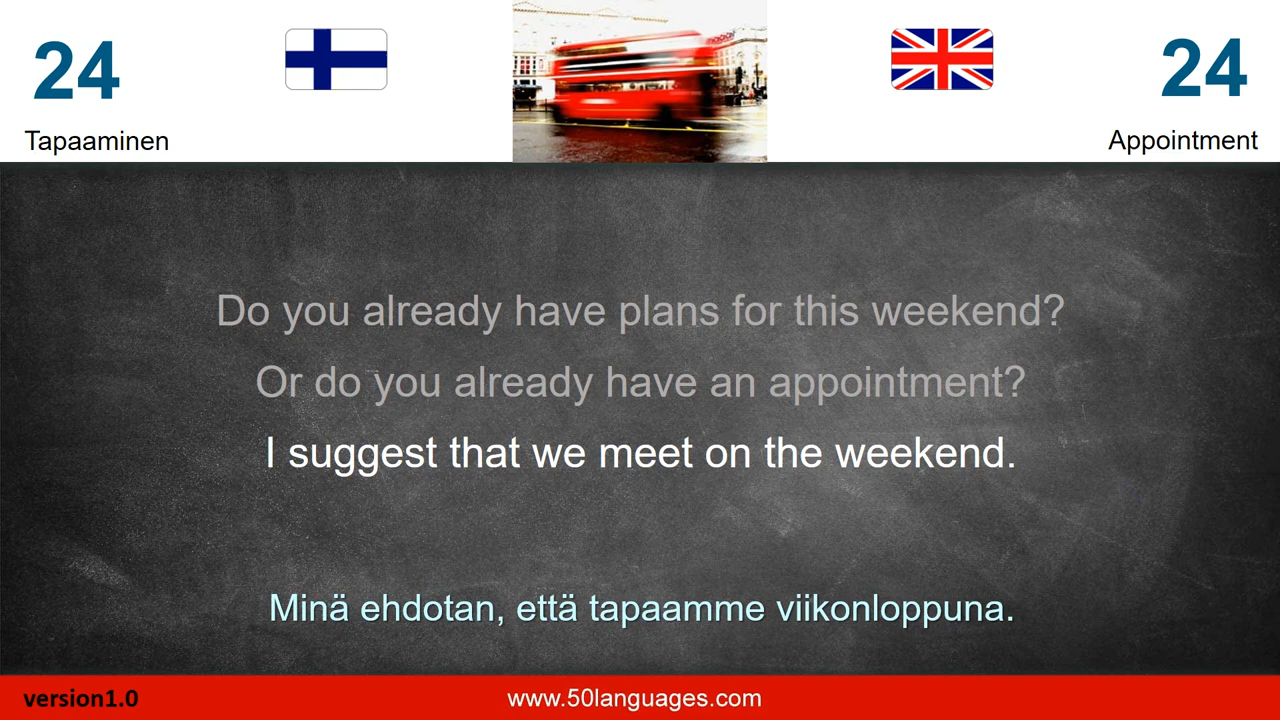 24
24
Tapaaminen
Appointment
Do you already have plans for this weekend?
Or do you already have an appointment?
I suggest that we meet on the weekend.
Minä ehdotan, että tapaamme viikonloppuna.
version1.0
www.50languages.com